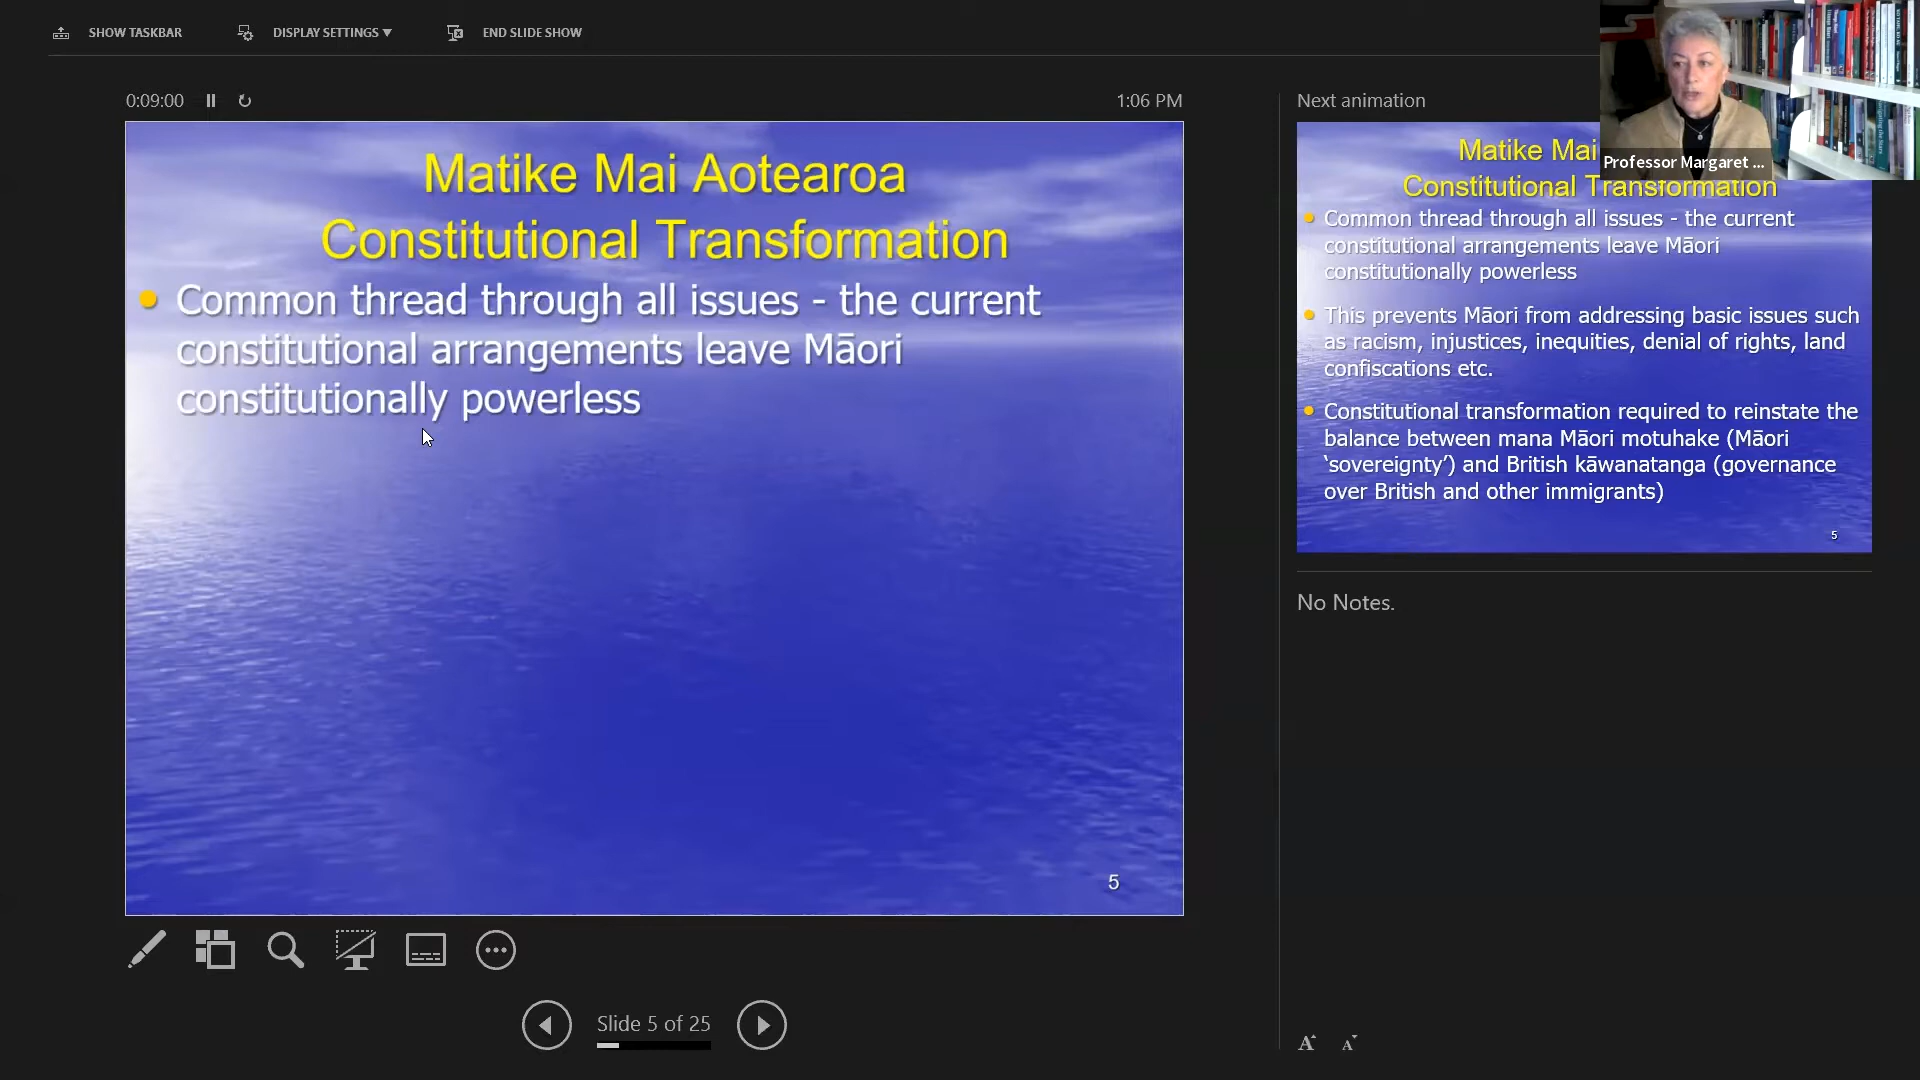 SHOW TASKBAR
DISPLAY SETTINGS ▼
END SLIDE SHOW
0:09:00
1:06 PM
Matike Mai Aotearoa
Constitutional Transformation
• Common thread through all issues - the current
constitutional arrangements leave Māori
constitutionally powerless
5
Slide 5 of 25
Next animation
Professor Margaret ...
Matike Mai
Constitutional Transformation
• Common thread through all issues - the current
constitutional arrangements leave Māori
constitutionally powerless
• This prevents Māori from addressing basic issues such
as racism, injustices, inequities, denial of rights, land
confiscations etc.
• Constitutional transformation required to reinstate the
balance between mana Māori motuhake (Māori
‘sovereignty’) and British kāwanatanga (governance
over British and other immigrants)
5
No Notes.
A A